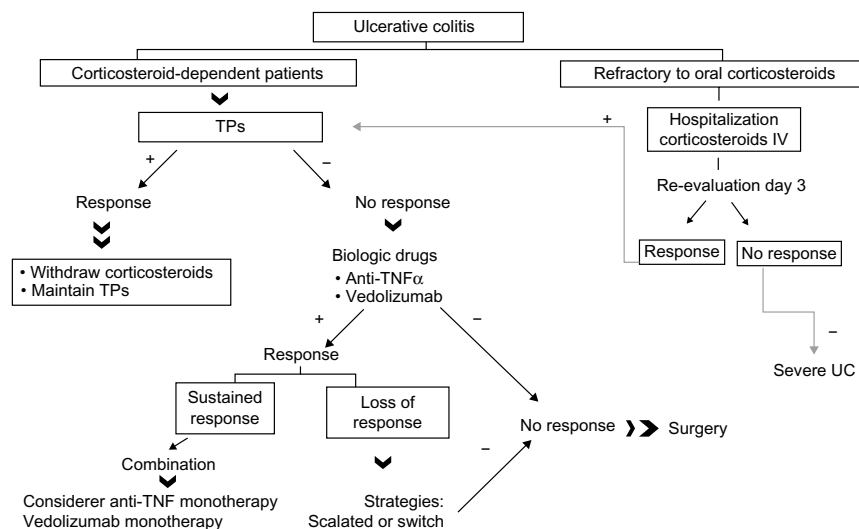 Ulcerative colitis
Corticosteroid-dependent patients
Refractory to oral corticosteroids
TPs
+
Hospitalization
corticosteroids IV
+
–
Re-evaluation day 3
Response
No response
Response
No response
• Withdraw corticosteroids
• Maintain TPs
Biologic drugs
• Anti-TNFα
• Vedolizumab
+
–
–
Response
Severe UC
Sustained
response
Loss of
response
No response
Surgery
–
Combination
Considerer anti-TNF monotherapy
Vedolizumab monotherapy
Strategies:
Scalated or switch